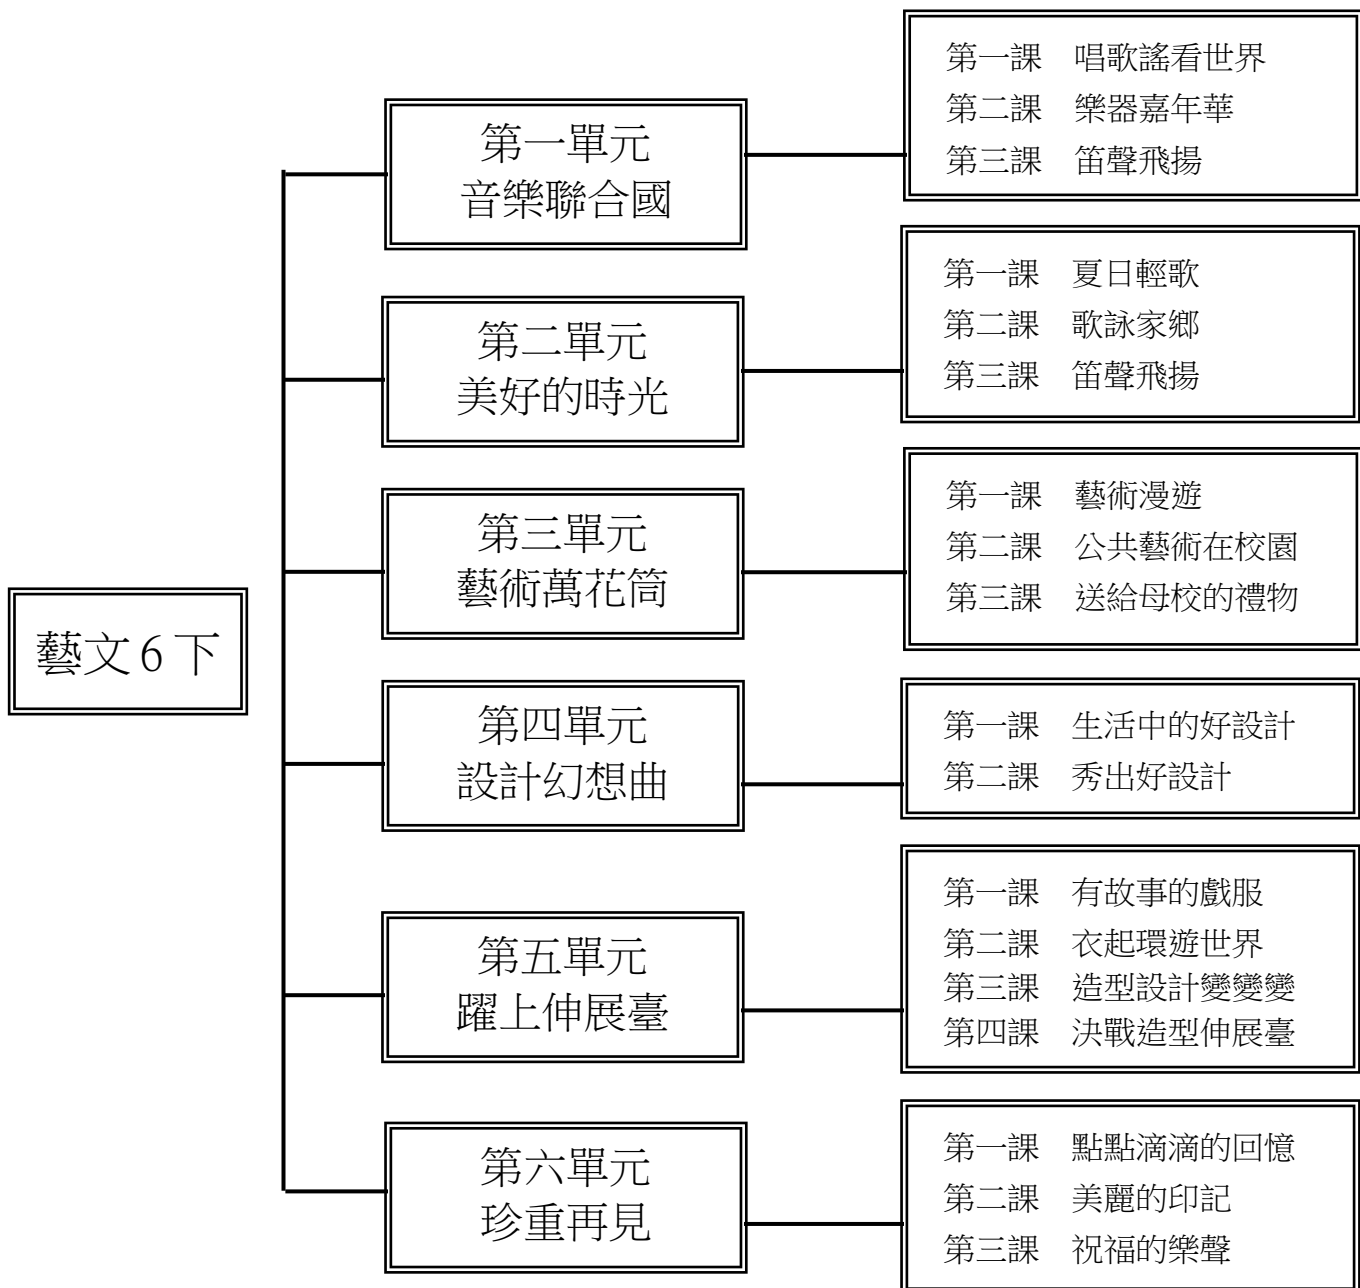 藝文6下
第一單元
音樂聯合國
第一課　唱歌謠看世界
第二課　樂器嘉年華
第三課　笛聲飛揚
第二單元
美好的時光
第一課　夏日輕歌
第二課　歌詠家鄉
第三課　笛聲飛揚
第三單元
藝術萬花筒
第一課　藝術漫遊
第二課　公共藝術在校園
第三課　送給母校的禮物
第四單元
設計幻想曲
第一課　生活中的好設計
第二課　秀出好設計
第五單元
躍上伸展臺
第一課　有故事的戲服
第二課　衣起環遊世界
第三課　造型設計變變變
第四課　決戰造型伸展臺
第六單元
珍重再見
第一課　點點滴滴的回憶
第二課　美麗的印記
第三課　祝福的樂聲